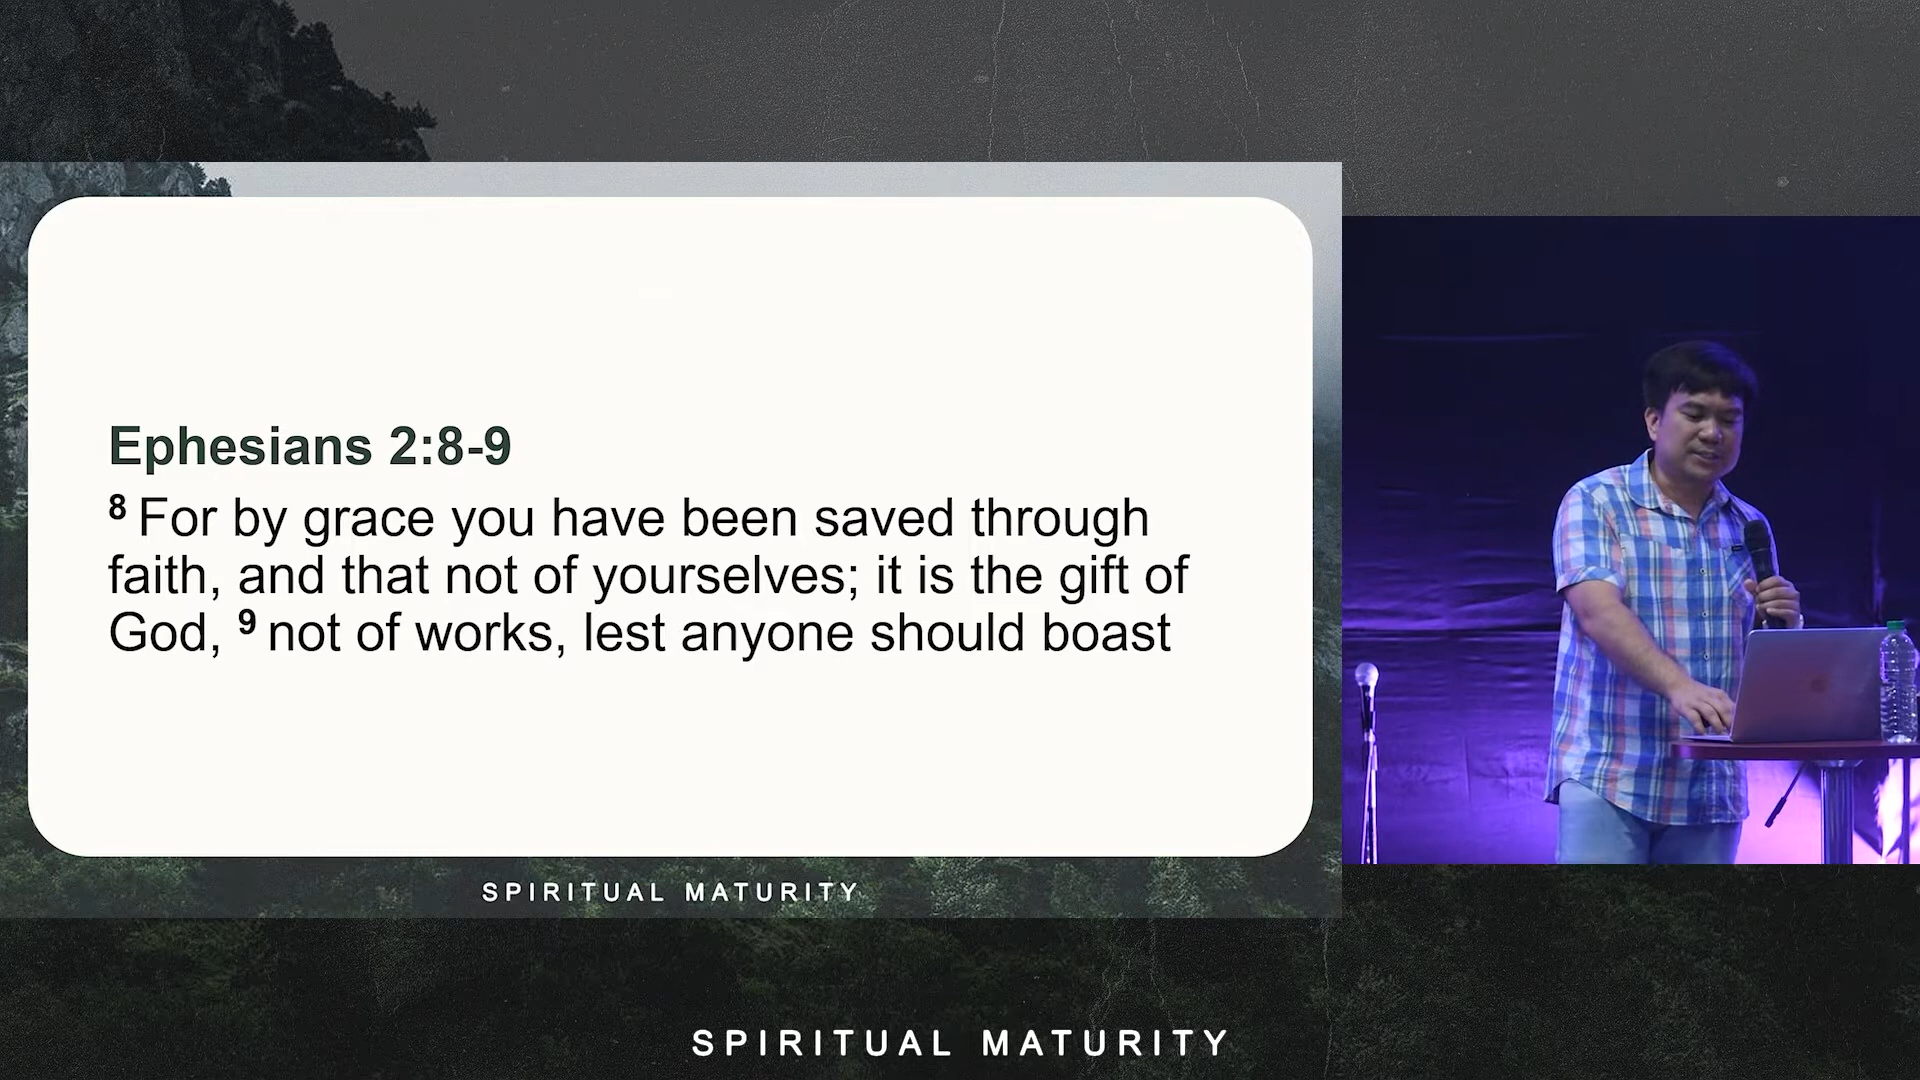 Ephesians 2:8-9
8 For by grace you have been saved through
faith, and that not of yourselves; it is the gift of
God, 9 not of works, lest anyone should boast
SPIRITUAL MATURITY
SPIRITUAL MATURITY